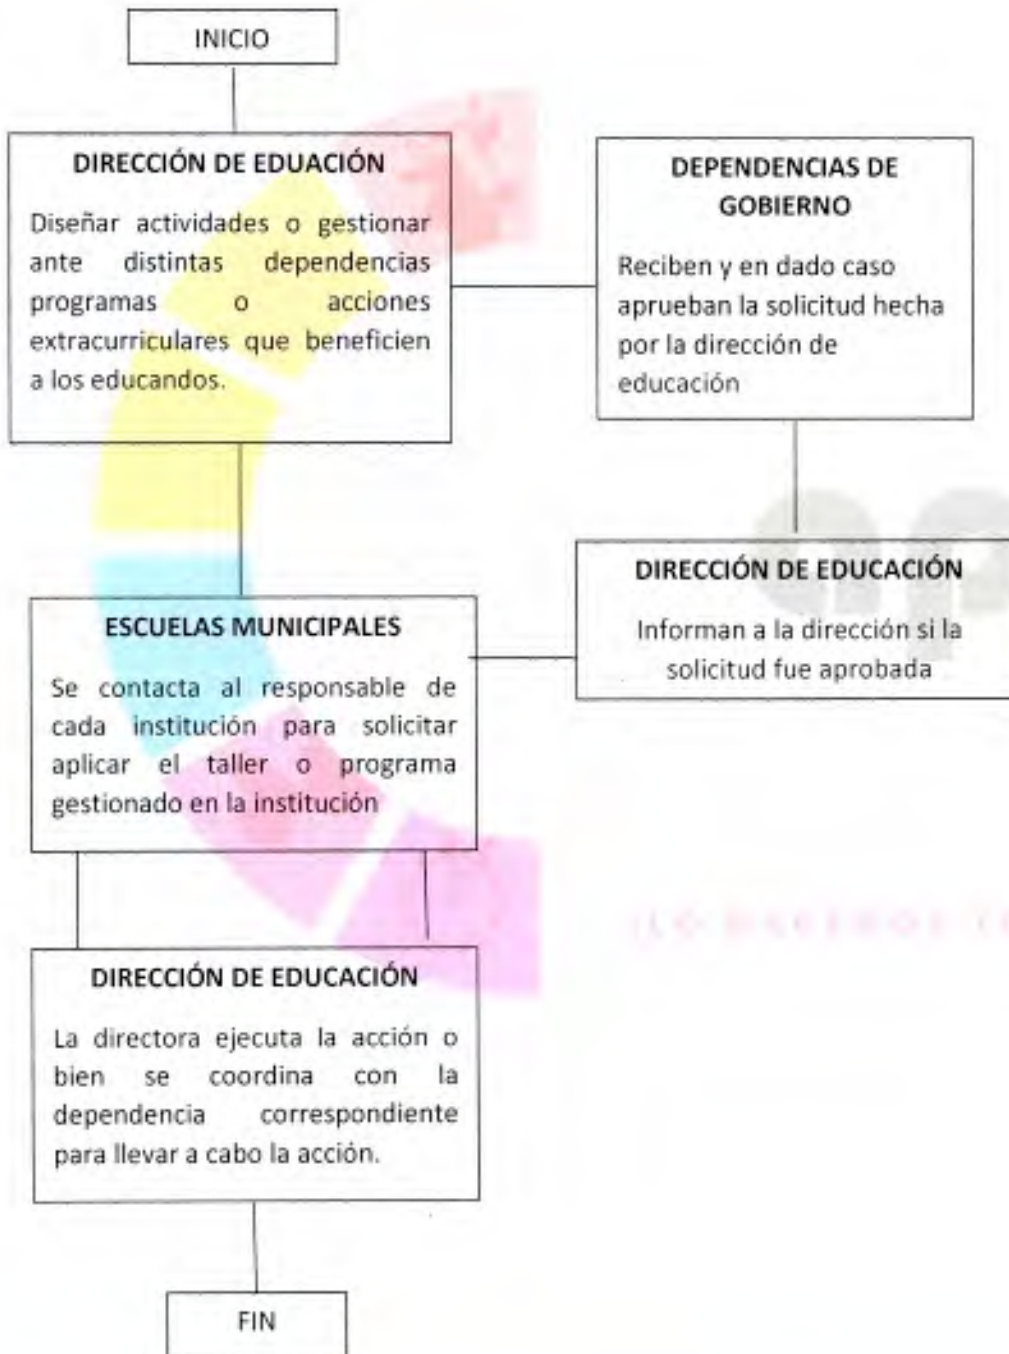 INICIO
DIRECCIÓN DE EDUACIÓN
Diseñar actividades o gestionar
ante distintas dependencias
programas o acciones
extracurriculares que beneficien
a los educandos.
DEPENDENCIAS DE
GOBIERNO
Reciben y en dado caso
aprueban la solicitud hecha
por la dirección de
educación
DIRECCIÓN DE EDUCACIÓN
Informan a la dirección si la
solicitud fue aprobada
ESCUELAS MUNICIPALES
Se contacta al responsable de
cada institución para solicitar
aplicar el taller o programa
gestionado en la institución
DIRECCIÓN DE EDUCACIÓN
La directora ejecuta la acción o
bien se coordina con la
dependencia correspondiente
para llevar a cabo la acción.
FIN